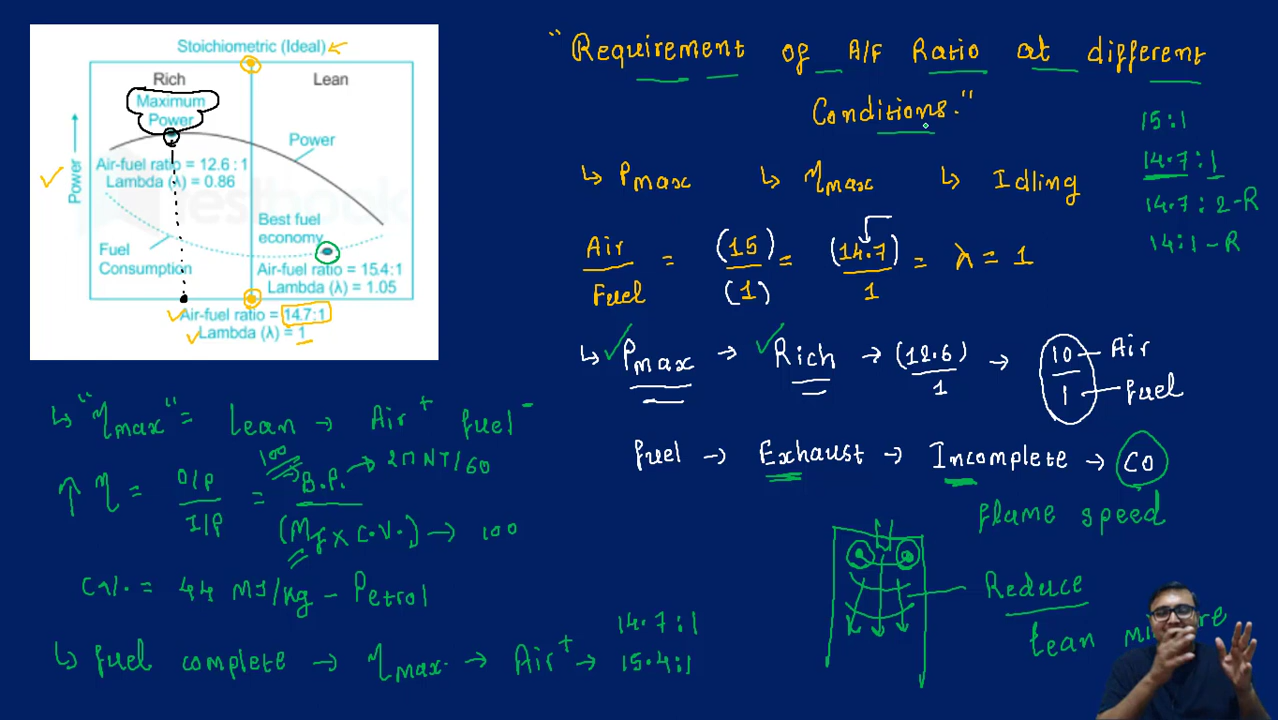 Stoichiometric (Ideal)
Rich
Lean
Maximum
Power
Power
Power
Air-fuel ratio = 12.6 : 1
Lambda (λ) = 0.86
Best fuel
economy
Fuel
Consumption
Air-fuel ratio = 15.4:1
Lambda (λ) = 1.05
Air-fuel ratio = 14.7:1
Lambda (λ) = 1
"Requirement of A/F Ratio at different
Conditions."
15:1
14.7 : 1
14.7 : 2 - R
14:1 - R
↳ Pmax ↳ ηmax ↳ Idling
Air/Fuel = (15)/(1) = (14.7)/1 = λ = 1
↳ Pmax → Rich → (12.6)/1 → 10/1 Air fuel
fuel → Exhaust → Incomplete → CO
flame speed
Reduce
lean
↳ "ηmax" = Lean → Air+ fuel-
↑ η = O/P / I/P = B.P. / (Mf x C.V.) → 100
100
→ 2πNT/60
44 MJ/kg - Petrol
↳ fuel complete → ηmax. → Air+ →
14.7 : 1
15.4:1